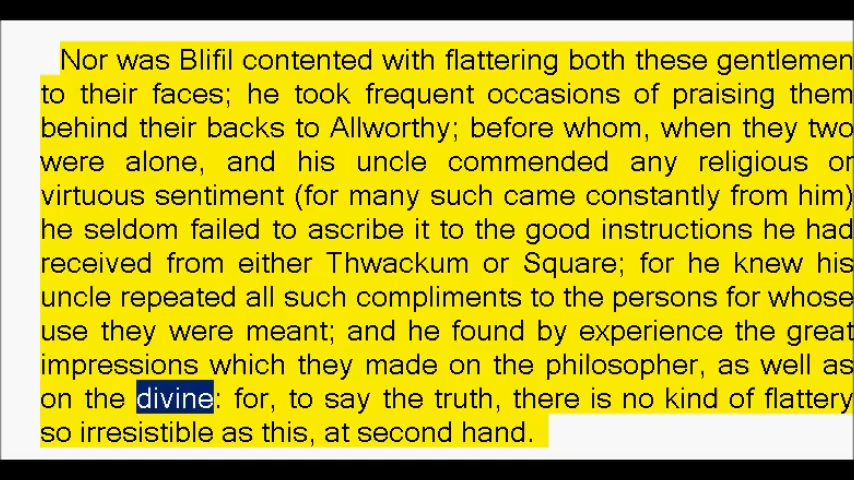 Nor was Blifil contented with flattering both these gentlemen
to their faces; he took frequent occasions of praising them
behind their backs to Allworthy; before whom, when they two
were alone, and his uncle commended any religious or
virtuous sentiment (for many such came constantly from him)
he seldom failed to ascribe it to the good instructions he had
received from either Thwackum or Square; for he knew his
uncle repeated all such compliments to the persons for whose
use they were meant; and he found by experience the great
impressions which they made on the philosopher, as well as
on the divine: for, to say the truth, there is no kind of flattery
so irresistible as this, at second hand.